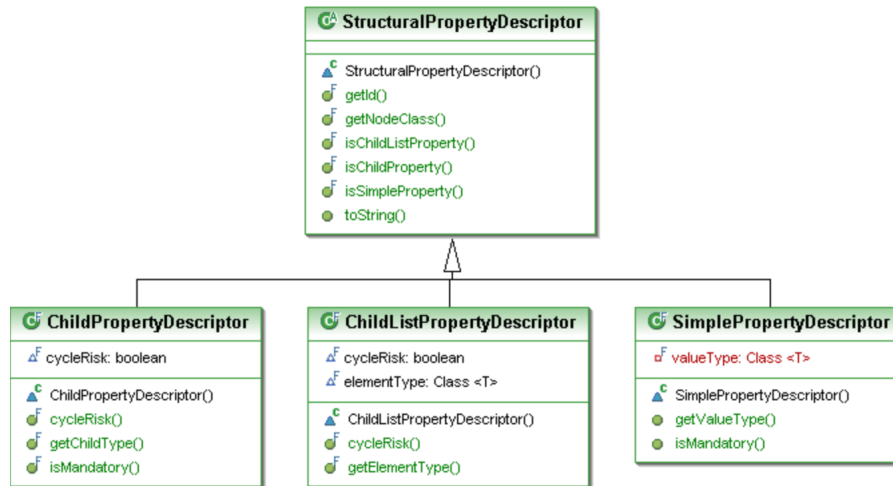 StructuralPropertyDescriptor
StructuralPropertyDescriptor()
getId()
getNodeClass()
isChildListProperty()
isChildProperty()
isSimpleProperty()
toString()
ChildPropertyDescriptor
cycleRisk: boolean
ChildPropertyDescriptor()
cycleRisk()
getChildType()
isMandatory()
ChildListPropertyDescriptor
cycleRisk: boolean
elementType: Class <T>
ChildListPropertyDescriptor()
cycleRisk()
getElementType()
SimplePropertyDescriptor
valueType: Class <T>
SimplePropertyDescriptor()
getValueType()
isMandatory()